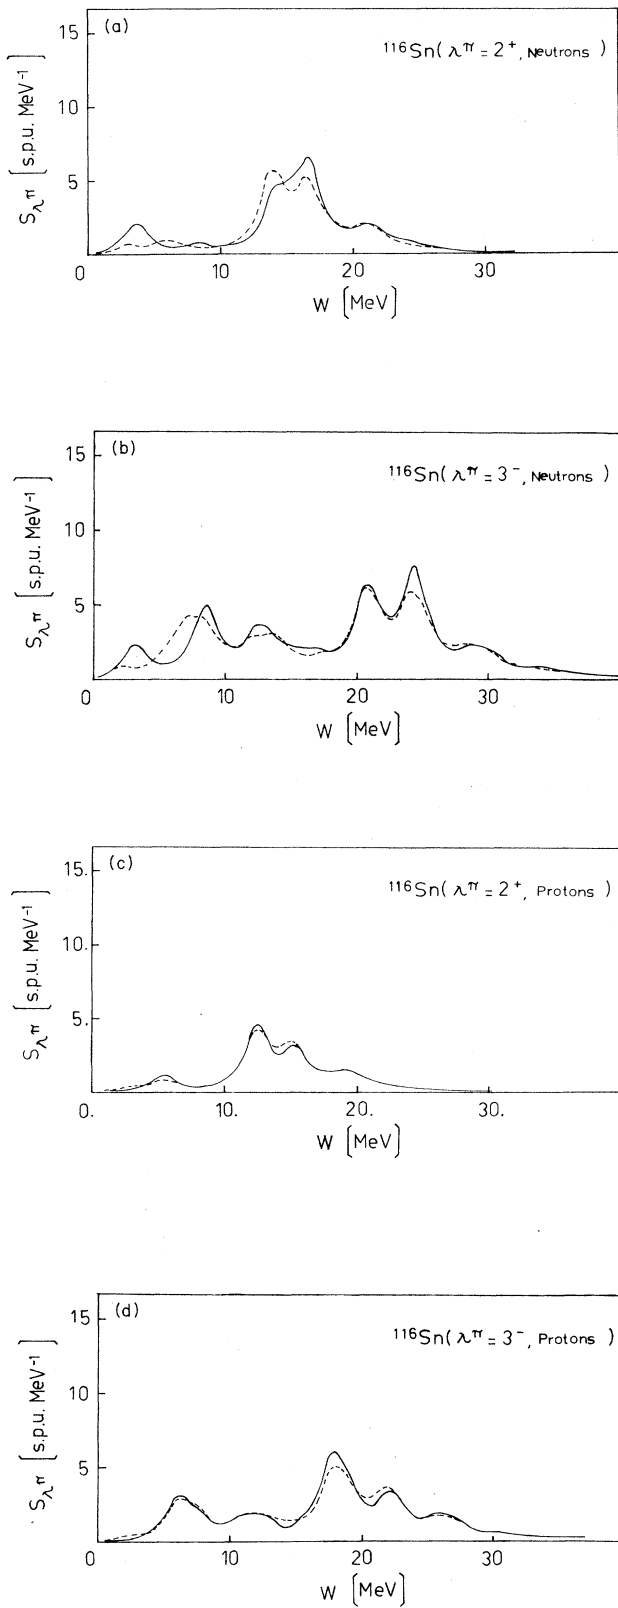 (a)
¹¹⁶Sn( λ^π = 2⁺, Neutrons )
S_λ^π [ s.p.u. MeV⁻¹ ]
15
10
5
0 10 20 30
W [MeV]
(b)
¹¹⁶Sn( λ^π = 3⁻, Neutrons )
S_λ^π [ s.p.u. MeV⁻¹ ]
15
10
5
0 10 20 30
W [MeV]
(c)
¹¹⁶Sn( λ^π = 2⁺, Protons )
S_λ^π [ s.p.u. MeV⁻¹ ]
15.
10.
5.
0. 10. 20. 30.
W [MeV]
(d)
¹¹⁶Sn( λ^π = 3⁻, Protons )
S_λ^π [ s.p.u. MeV⁻¹ ]
15
10
5
0 10 20 30
W [MeV]